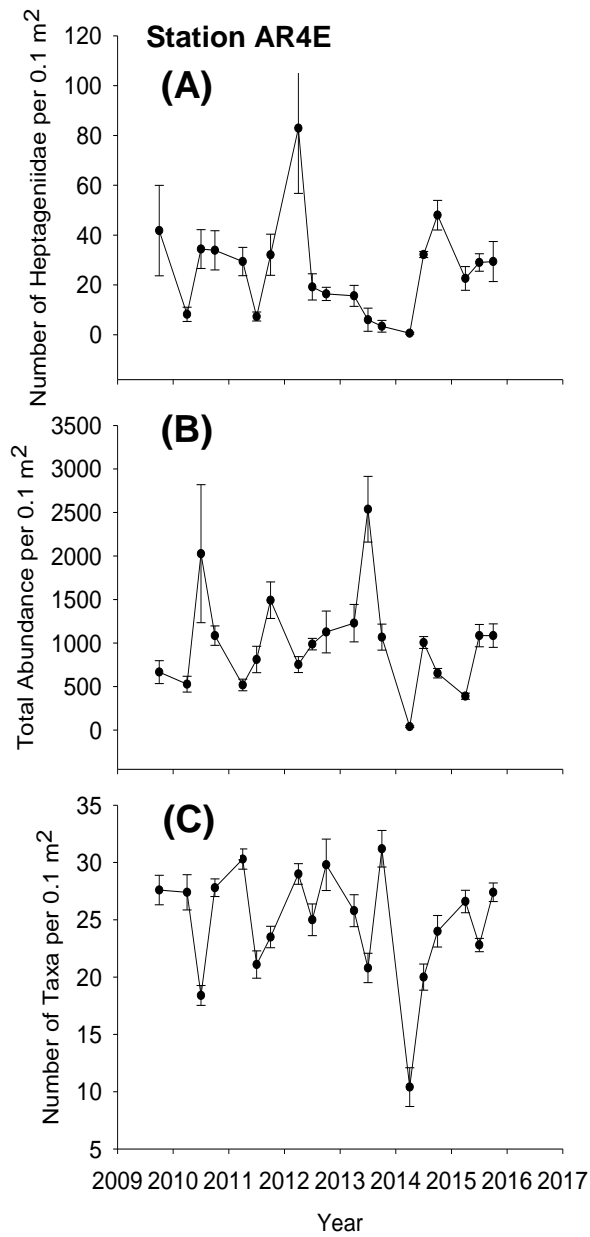 Station AR4E
(A)
Number of Heptageniidae per 0.1 m²
120
100
80
60
40
20
0
(B)
Total Abundance per 0.1 m²
3500
3000
2500
2000
1500
1000
500
0
(C)
Number of Taxa per 0.1 m²
35
30
25
20
15
10
5
2009 2010 2011 2012 2013 2014 2015 2016 2017
Year